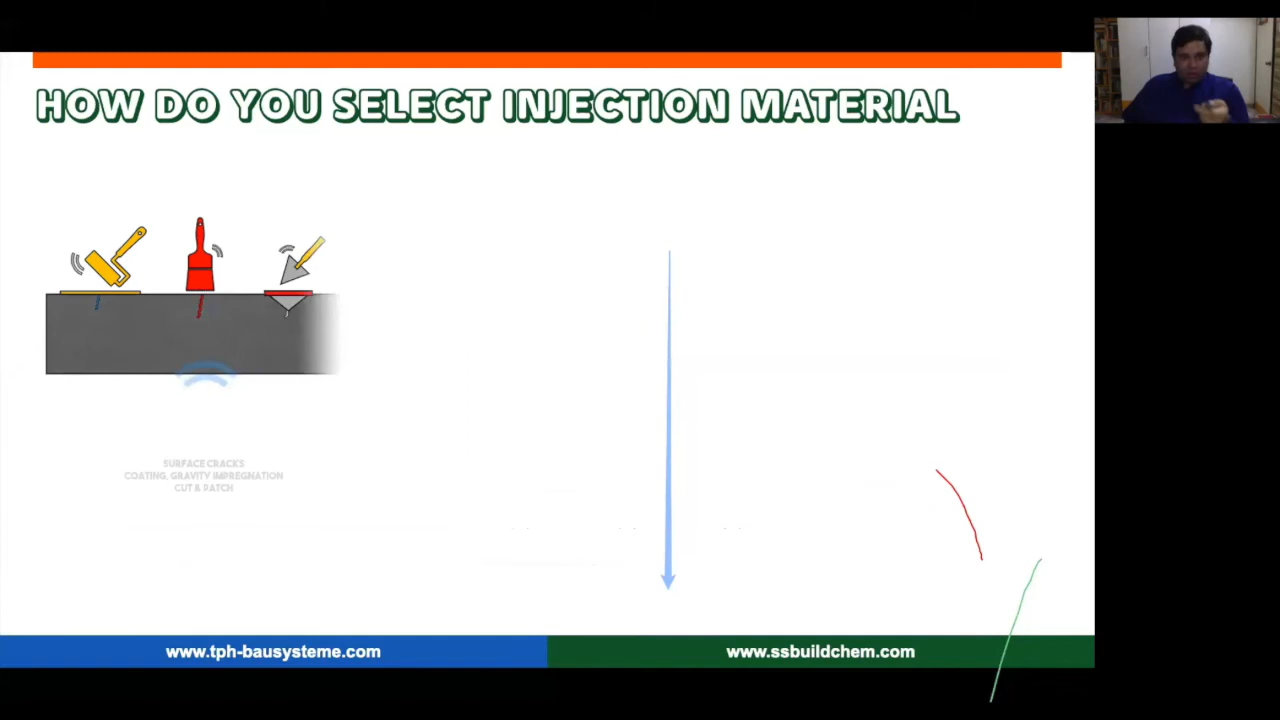 HOW DO YOU SELECT INJECTION MATERIAL
SURFACE CRACK'S
COATING, GRAVITY IMPREGNATION
CUT & PATCH
www.tph-bausysteme.com
www.ssbuildchem.com